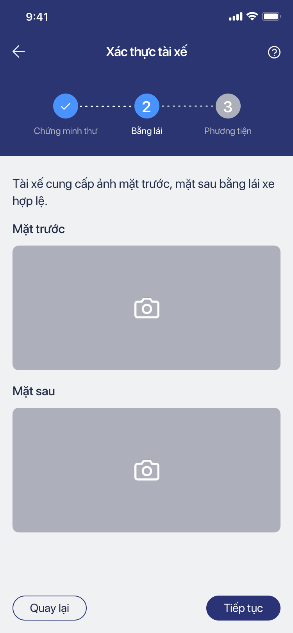 9:41
Xác thực tài xế
2
3
Chứng minh thư
Bằng lái
Phương tiện
Tài xế cung cấp ảnh mặt trước, mặt sau bằng lái xe
hợp lệ.
Mặt trước
Mặt sau
Quay lại
Tiếp tục